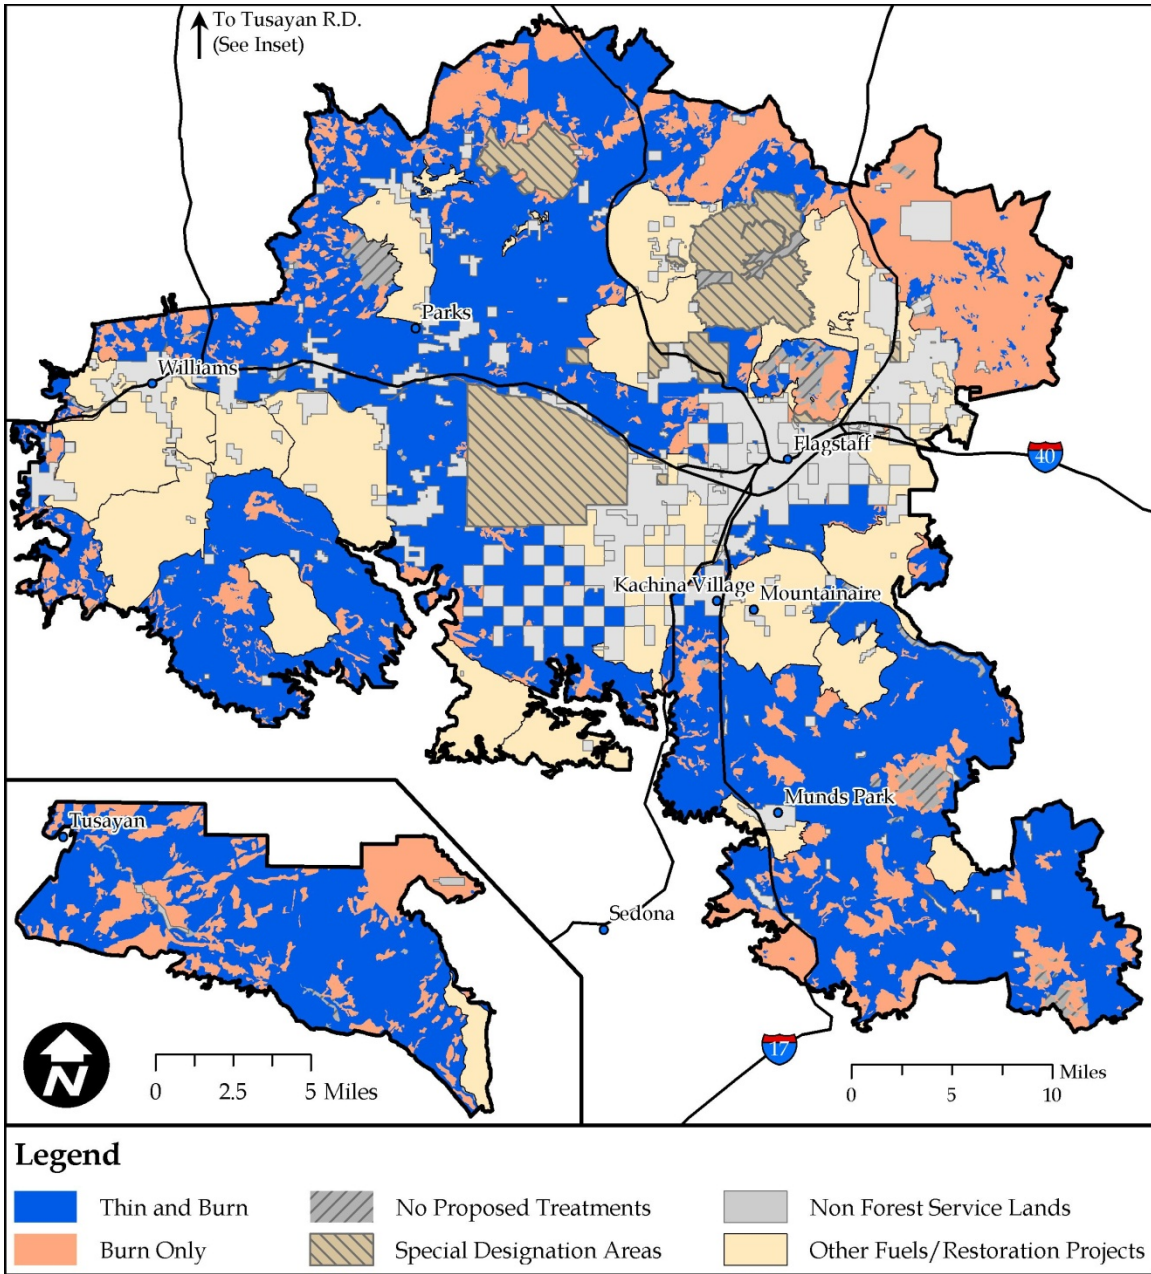 To Tusayan R.D.
(See Inset)
Parks
Williams
Flagstaff
40
Kachina Village
Mountainaire
Munds Park
Tusayan
Sedona
17
N
0 2.5 5 Miles
Miles
0 5 10
Legend
Thin and Burn
No Proposed Treatments
Non Forest Service Lands
Burn Only
Special Designation Areas
Other Fuels/Restoration Projects